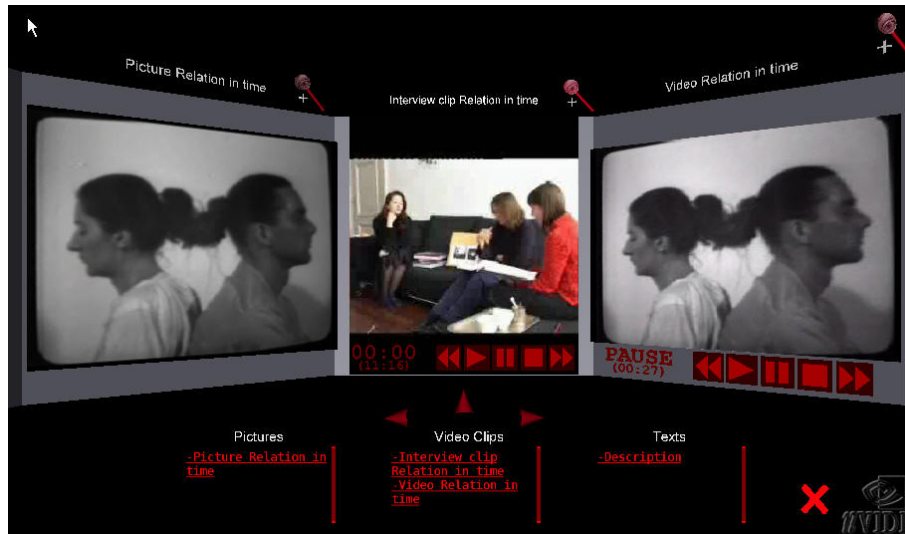 Picture Relation in time
Interview clip Relation in time
Video Relation in time
00:00
(11:16)
PAUSE
(00:27)
Pictures
-Picture Relation in
time
Video Clips
-Interview clip
Relation in time
-Video Relation in
time
Texts
-Description